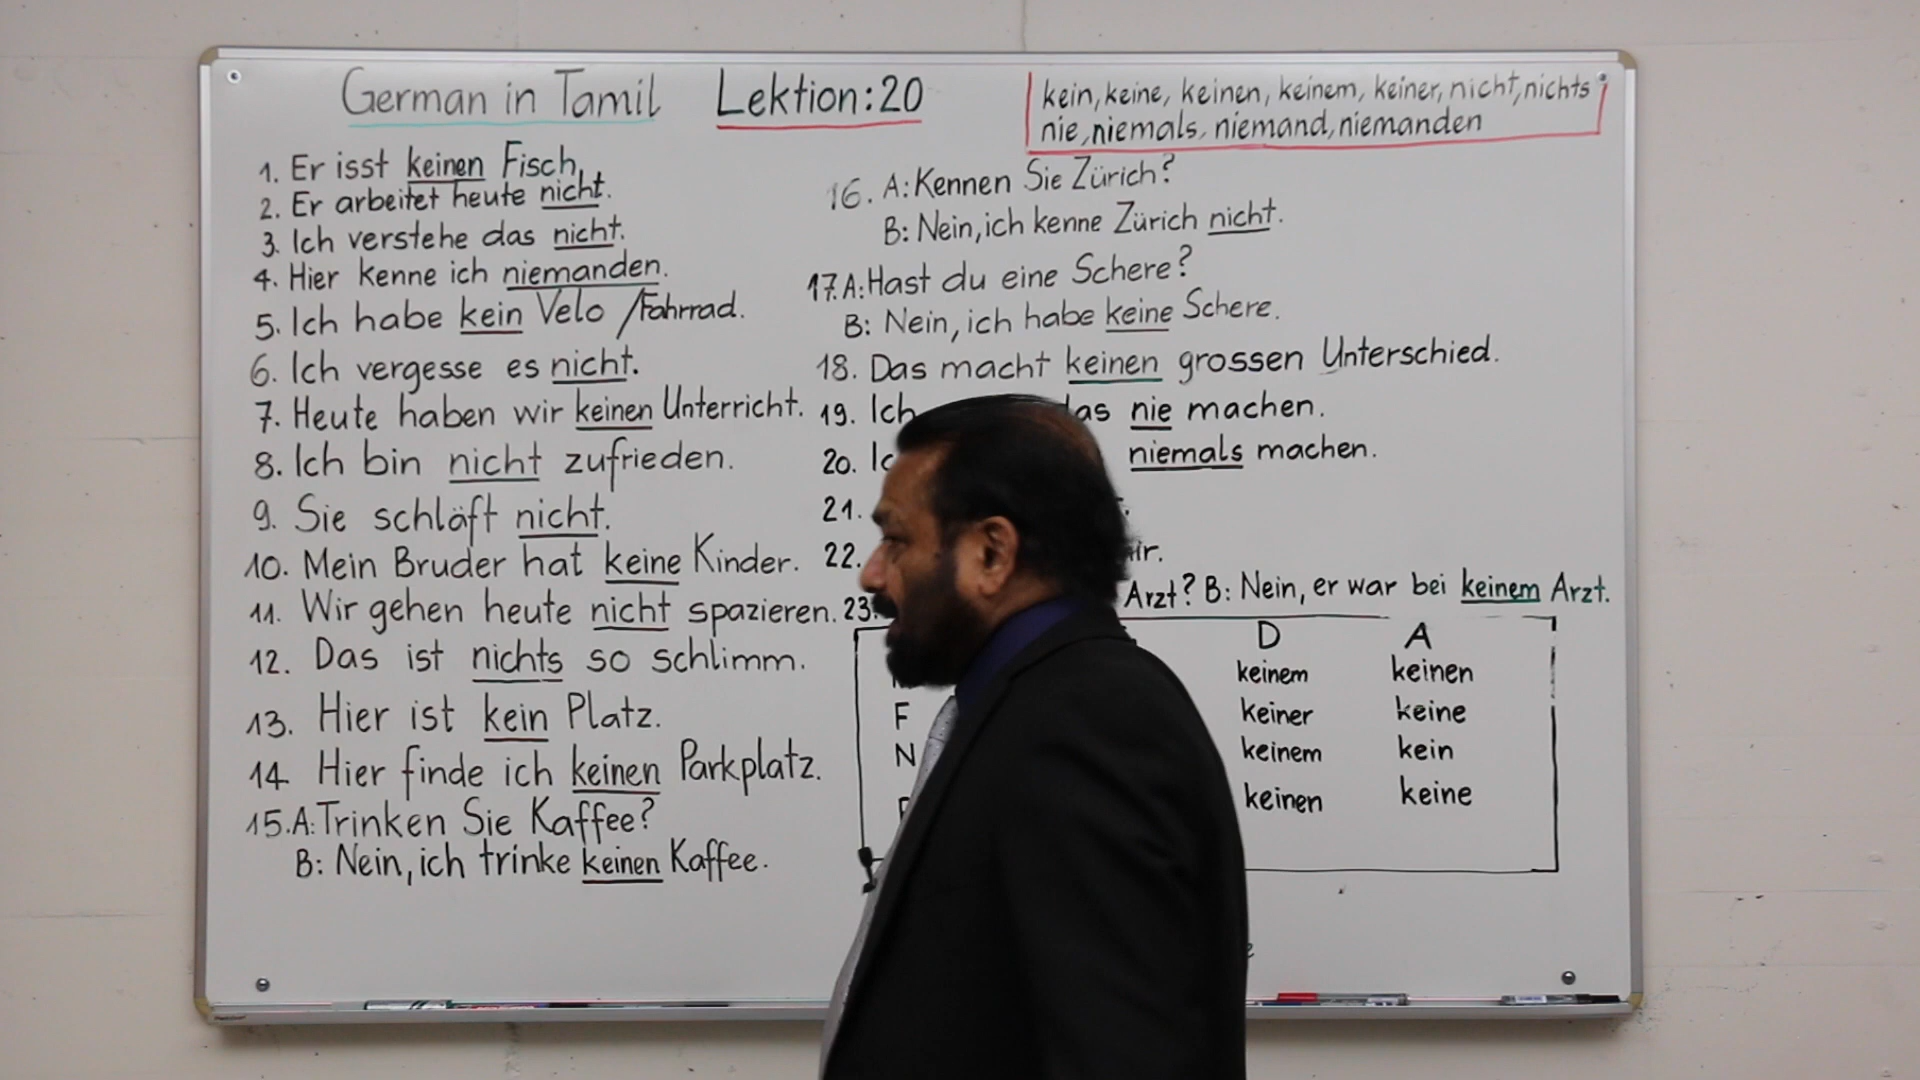 German in Tamil Lektion:20
kein, keine, keinen, keinem, keiner, nicht, nichts
nie, niemals, niemand, niemanden
1. Er isst keinen Fisch,
2. Er arbeitet heute nicht.
3. Ich verstehe das nicht.
4. Hier kenne ich niemanden.
5. Ich habe kein Velo /Fahrrad.
6. Ich vergesse es nicht.
7. Heute haben wir keinen Unterricht.
8. Ich bin nicht zufrieden.
9. Sie schläft nicht.
10. Mein Bruder hat keine Kinder.
11. Wir gehen heute nicht spazieren.
12. Das ist nichts so schlimm.
13. Hier ist kein Platz.
14 Hier finde ich keinen Parkplatz.
15.A:Trinken Sie Kaffee?
B: Nein, ich trinke keinen Kaffee.
16. A:Kennen Sie Zürich?
B: Nein, ich kenne Zürich nicht.
17.A:Hast du eine Schere?
B: Nein, ich habe keine Schere.
18. Das macht keinen grossen Unterschied.
19. Ich das nie machen.
20. niemals machen.
21.
22.
23. Arzt? B: Nein, er war bei keinem Arzt.
D A
keinem keinen
F keiner keine
N keinem kein
keinen keine